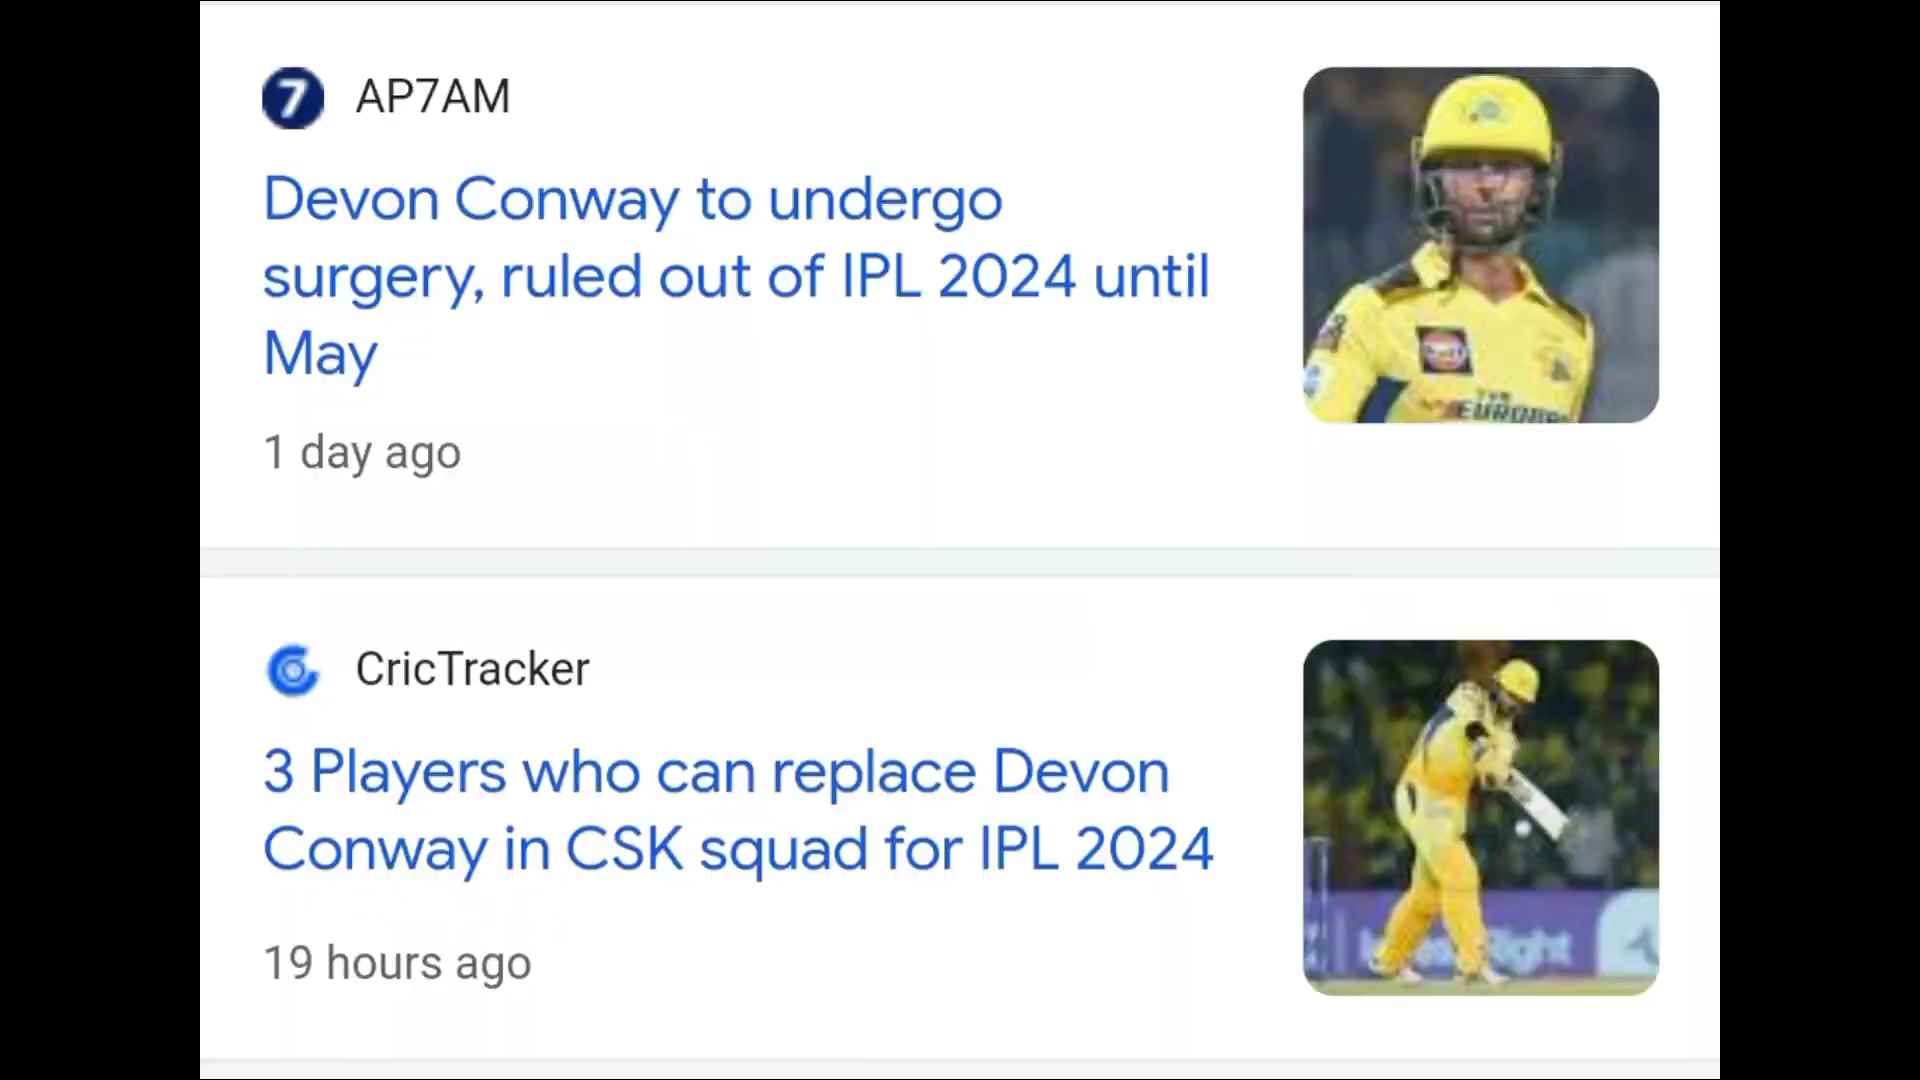 7 AP7AM
Devon Conway to undergo
surgery, ruled out of IPL 2024 until
May
1 day ago
CricTracker
3 Players who can replace Devon
Conway in CSK squad for IPL 2024
19 hours ago